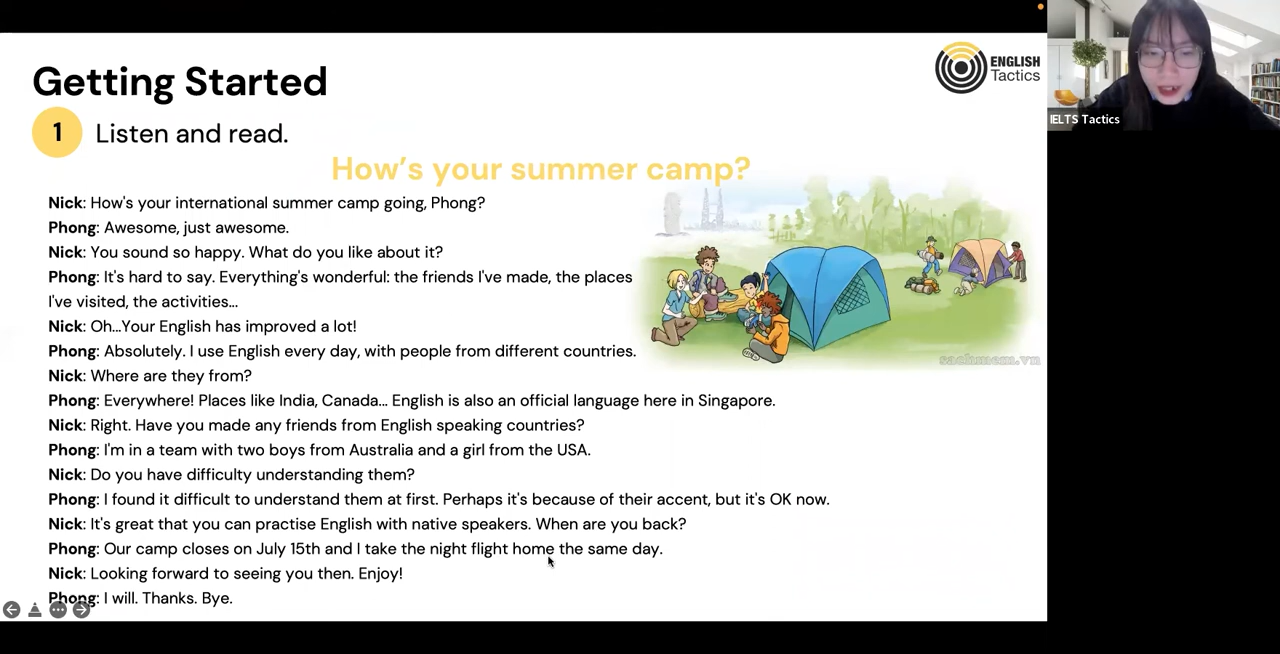 Getting Started
ENGLISH
Tactics
1 Listen and read.
How's your summer camp?
Nick: How's your international summer camp going, Phong?
Phong: Awesome, just awesome.
Nick: You sound so happy. What do you like about it?
Phong: It's hard to say. Everything's wonderful: the friends I've made, the places
I've visited, the activities...
Nick: Oh...Your English has improved a lot!
Phong: Absolutely. I use English every day, with people from different countries.
Nick: Where are they from?
Phong: Everywhere! Places like India, Canada... English is also an official language here in Singapore.
Nick: Right. Have you made any friends from English speaking countries?
Phong: I'm in a team with two boys from Australia and a girl from the USA.
Nick: Do you have difficulty understanding them?
Phong: I found it difficult to understand them at first. Perhaps it's because of their accent, but it's OK now.
Nick: It's great that you can practise English with native speakers. When are you back?
Phong: Our camp closes on July 15th and I take the night flight home the same day.
Nick: Looking forward to seeing you then. Enjoy!
Phong: I will. Thanks. Bye.
sachmem.vn
IELTS Tactics